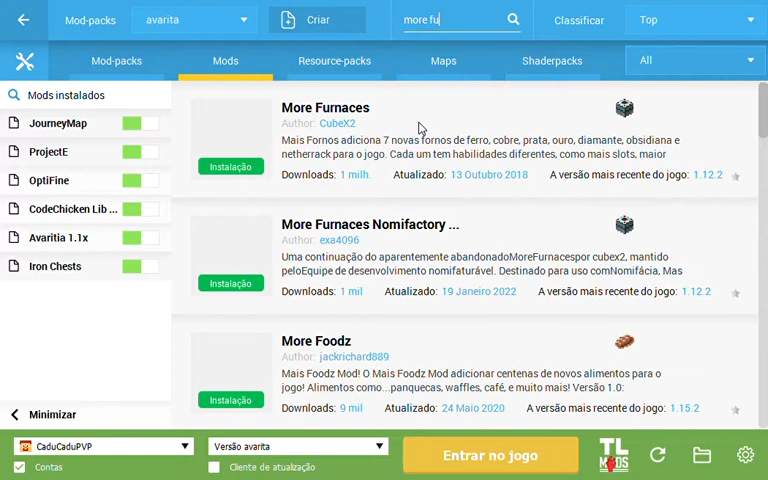 Mod-packs
avarita
Criar
more fu
Classificar
Top
Mod-packs
Mods
Resource-packs
Maps
Shaderpacks
All
Mods instalados
JourneyMap
ProjectE
OptiFine
CodeChicken Lib ...
Avaritia 1.1x
Iron Chests
Minimizar
More Furnaces
Author: CubeX2
Mais Fornos adiciona 7 novas fornos de ferro, cobre, prata, ouro, diamante, obsidiana e
netherrack para o jogo. Cada um tem habilidades diferentes, como mais slots, maior
Instalação
Downloads: 1 milh. Atualizado: 13 Outubro 2018 A versão mais recente do jogo: 1.12.2
More Furnaces Nomifactory ...
Author: exa4096
Uma continuação do aparentemente abandonadoMoreFurnacespor cubex2, mantido
peloEquipe de desenvolvimento nomifaturável. Destinado para uso comNomifácia, Mas
Instalação
Downloads: 1 mil Atualizado: 19 Janeiro 2022 A versão mais recente do jogo: 1.12.2
More Foodz
Author: jackrichard889
Mais Foodz Mod! O Mais Foodz Mod adicionar centenas de novos alimentos para o
jogo! Alimentos como...panquecas, waffles, café, e muito mais! Versão 1.0:
Instalação
Downloads: 9 mil Atualizado: 24 Maio 2020 A versão mais recente do jogo: 1.15.2
CaduCaduPVP
Contas
Versão avarita
Cliente de atualização
Entrar no jogo
TL
MODS